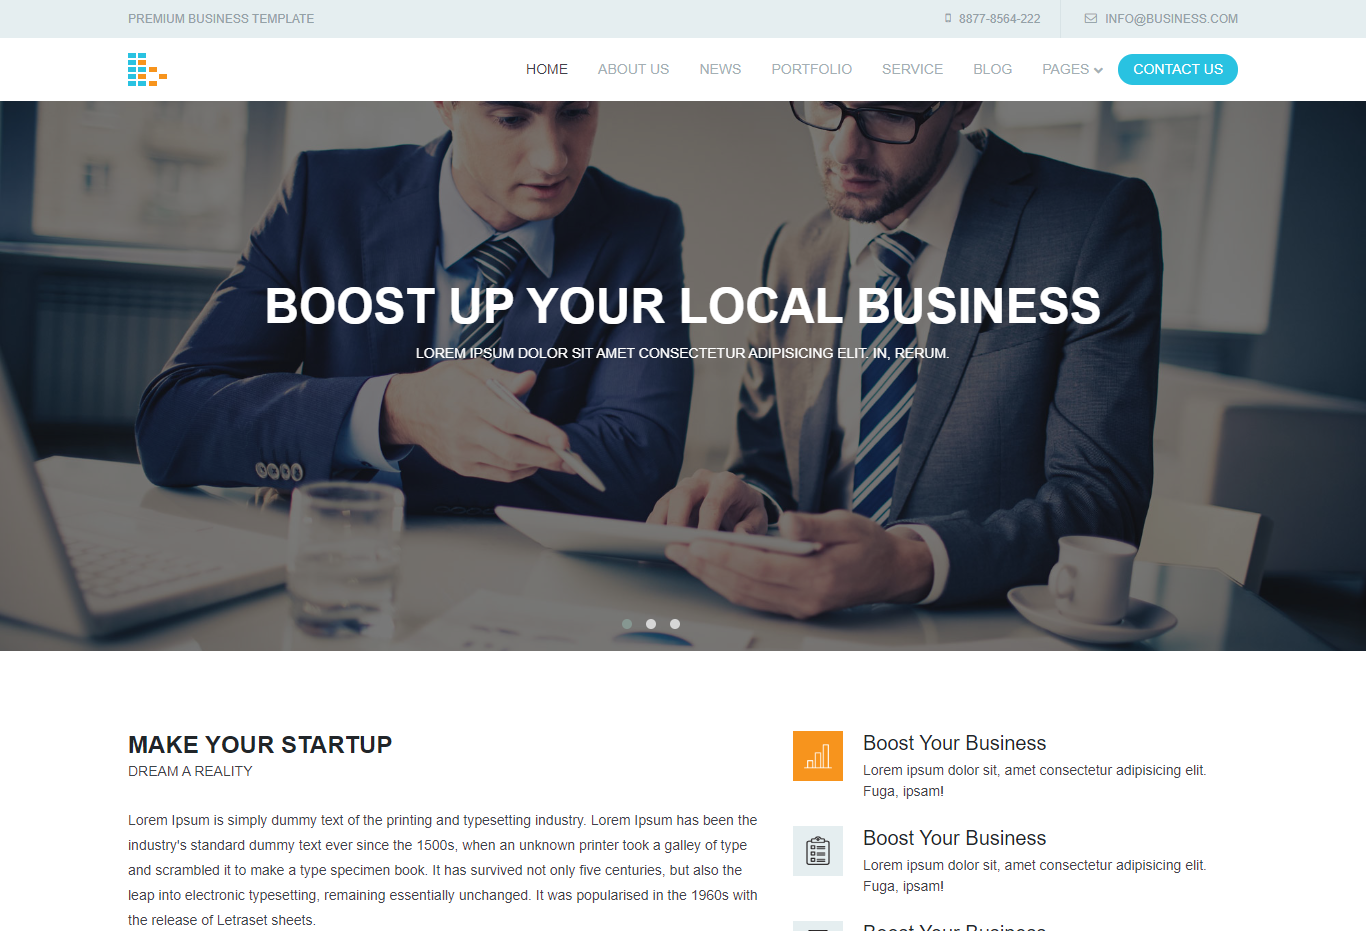 PREMIUM BUSINESS TEMPLATE
8877-8564-222
INFO@BUSINESS.COM
HOME
ABOUT US
NEWS
PORTFOLIO
SERVICE
BLOG
PAGES
CONTACT US
BOOST UP YOUR LOCAL BUSINESS
LOREM IPSUM DOLOR SIT AMET CONSECTETUR ADIPISICING ELIT. IN, RERUM.
MAKE YOUR STARTUP
DREAM A REALITY
Lorem Ipsum is simply dummy text of the printing and typesetting industry. Lorem Ipsum has been the
industry's standard dummy text ever since the 1500s, when an unknown printer took a galley of type
and scrambled it to make a type specimen book. It has survived not only five centuries, but also the
leap into electronic typesetting, remaining essentially unchanged. It was popularised in the 1960s with
the release of Letraset sheets.
Boost Your Business
Lorem ipsum dolor sit, amet consectetur adipisicing elit.
Fuga, ipsam!
Boost Your Business
Lorem ipsum dolor sit, amet consectetur adipisicing elit.
Fuga, ipsam!
Boost Your Business